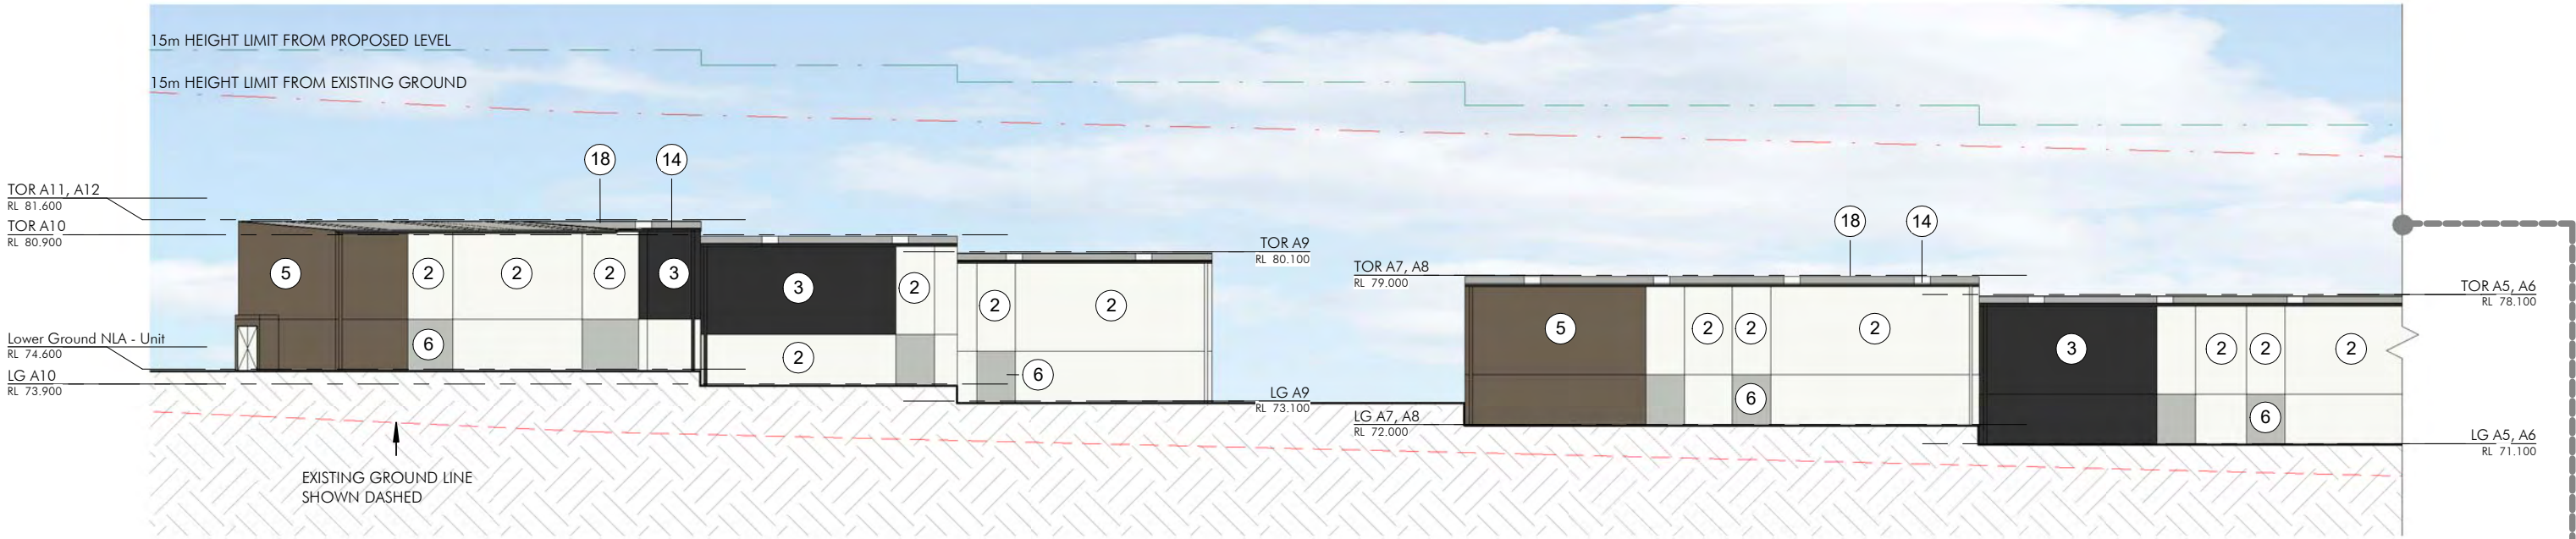 15m HEIGHT LIMIT FROM PROPOSED LEVEL
15m HEIGHT LIMIT FROM EXISTING GROUND
18
14
TOR A11, A12
RL 81.600
TOR A10
RL 80.900
18
14
TOR A9
RL 80.100
TOR A7, A8
RL 79.000
TOR A5, A6
RL 78.100
5
2
2
2
3
3
2
2
2
5
2
2
2
3
2
2
2
Lower Ground NLA - Unit
RL 74.600
6
2
6
6
6
LG A10
RL 73.900
LG A9
RL 73.100
LG A7, A8
RL 72.000
LG A5, A6
RL 71.100
EXISTING GROUND LINE
SHOWN DASHED